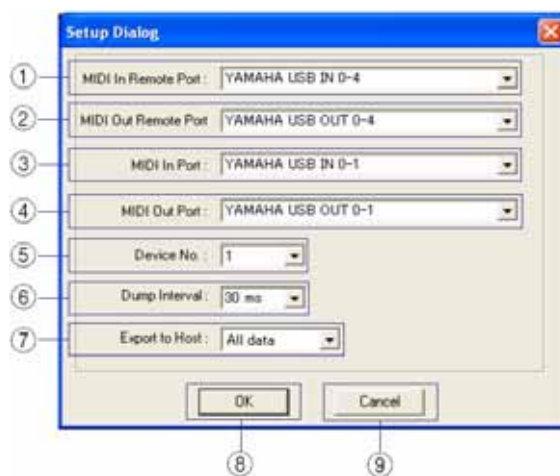 Setup Dialog
① MIDI In Remote Port : YAMAHA USB IN 0-4
② MIDI Out Remote Port YAMAHA USB OUT 0-4
③ MIDI In Port : YAMAHA USB IN 0-1
④ MIDI Out Port : YAMAHA USB OUT 0-1
⑤ Device No. : 1
⑥ Dump Interval : 30 ms
⑦ Export to Host : All data
OK Cancel
⑧ ⑨